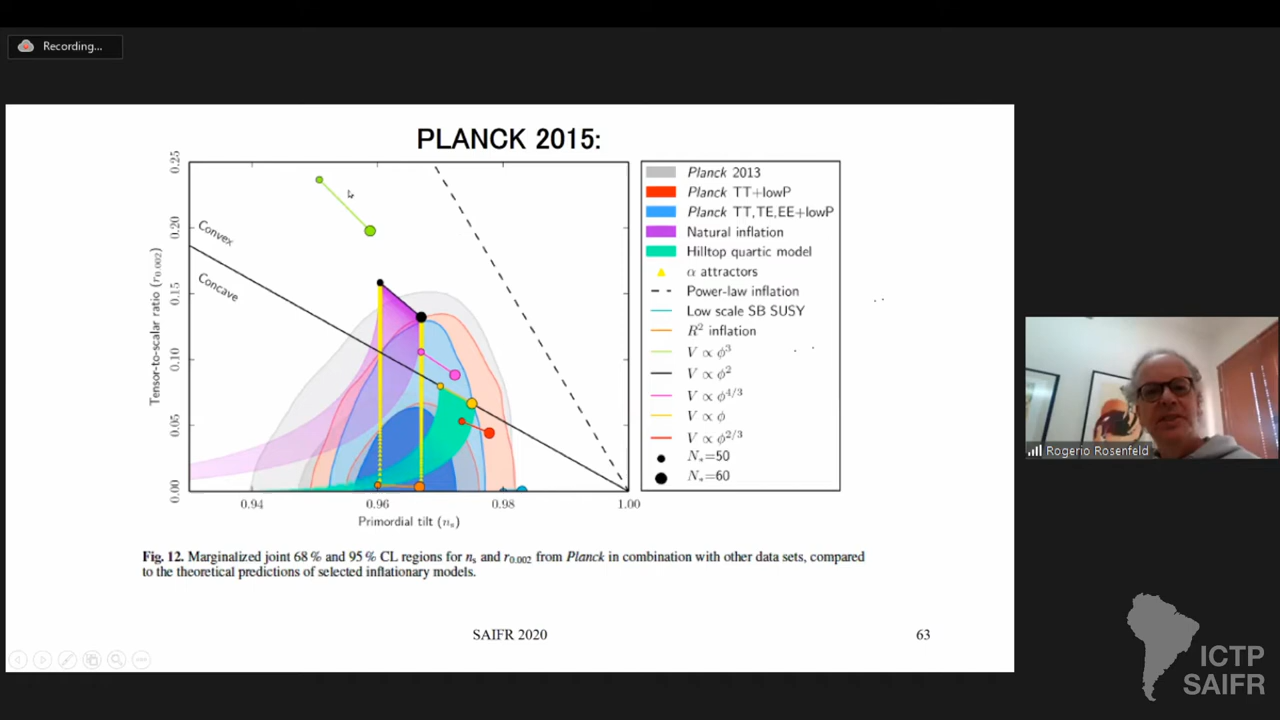 Recording...
PLANCK 2015:
0.25
0.20
0.15
0.10
0.05
0.00
Tensor-to-scalar ratio (r₀.₀₀₂)
Convex
Concave
0.94
0.96
0.98
1.00
Primordial tilt (nₛ)
Planck 2013
Planck TT+lowP
Planck TT,TE,EE+lowP
Natural inflation
Hilltop quartic model
α attractors
Power-law inflation
Low scale SB SUSY
R² inflation
V ∝ ϕ³
V ∝ ϕ²
V ∝ ϕ^{4/3}
V ∝ ϕ
V ∝ ϕ^{2/3}
N*=50
N*=60
Fig. 12. Marginalized joint 68 % and 95 % CL regions for nₛ and r₀.₀₀₂ from Planck in combination with other data sets, compared
to the theoretical predictions of selected inflationary models.
SAIFR 2020
63
Rogerio Rosenfeld
ICTP
SAIFR